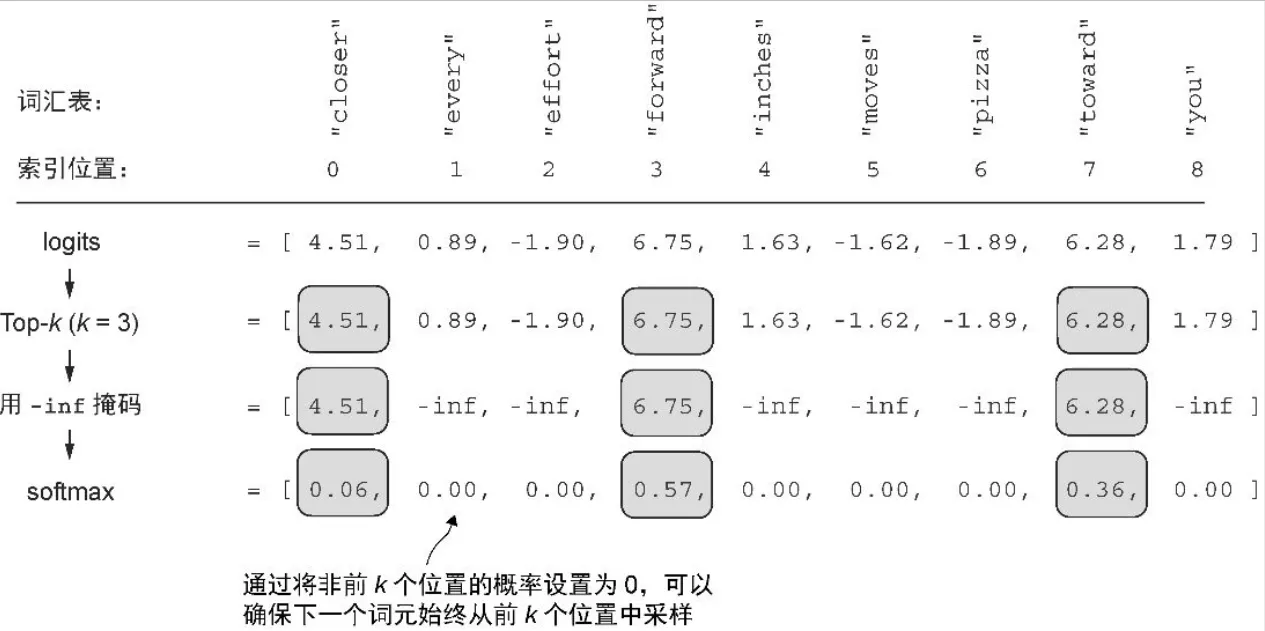 词汇表： "closer" "every" "effort" "forward" "inches" "moves" "pizza" "toward" "you"
索引位置： 0 1 2 3 4 5 6 7 8
logits = [ 4.51, 0.89, -1.90, 6.75, 1.63, -1.62, -1.89, 6.28, 1.79 ]
Top-k (k = 3) = [ 4.51, 0.89, -1.90, 6.75, 1.63, -1.62, -1.89, 6.28, 1.79 ]
用 -inf 掩码 = [ 4.51, -inf, -inf, 6.75, -inf, -inf, -inf, 6.28, -inf ]
softmax = [ 0.06, 0.00, 0.00, 0.57, 0.00, 0.00, 0.00, 0.36, 0.00 ]
通过将非前 k 个位置的概率设置为 0，可以
确保下一个词元始终从前 k 个位置中采样